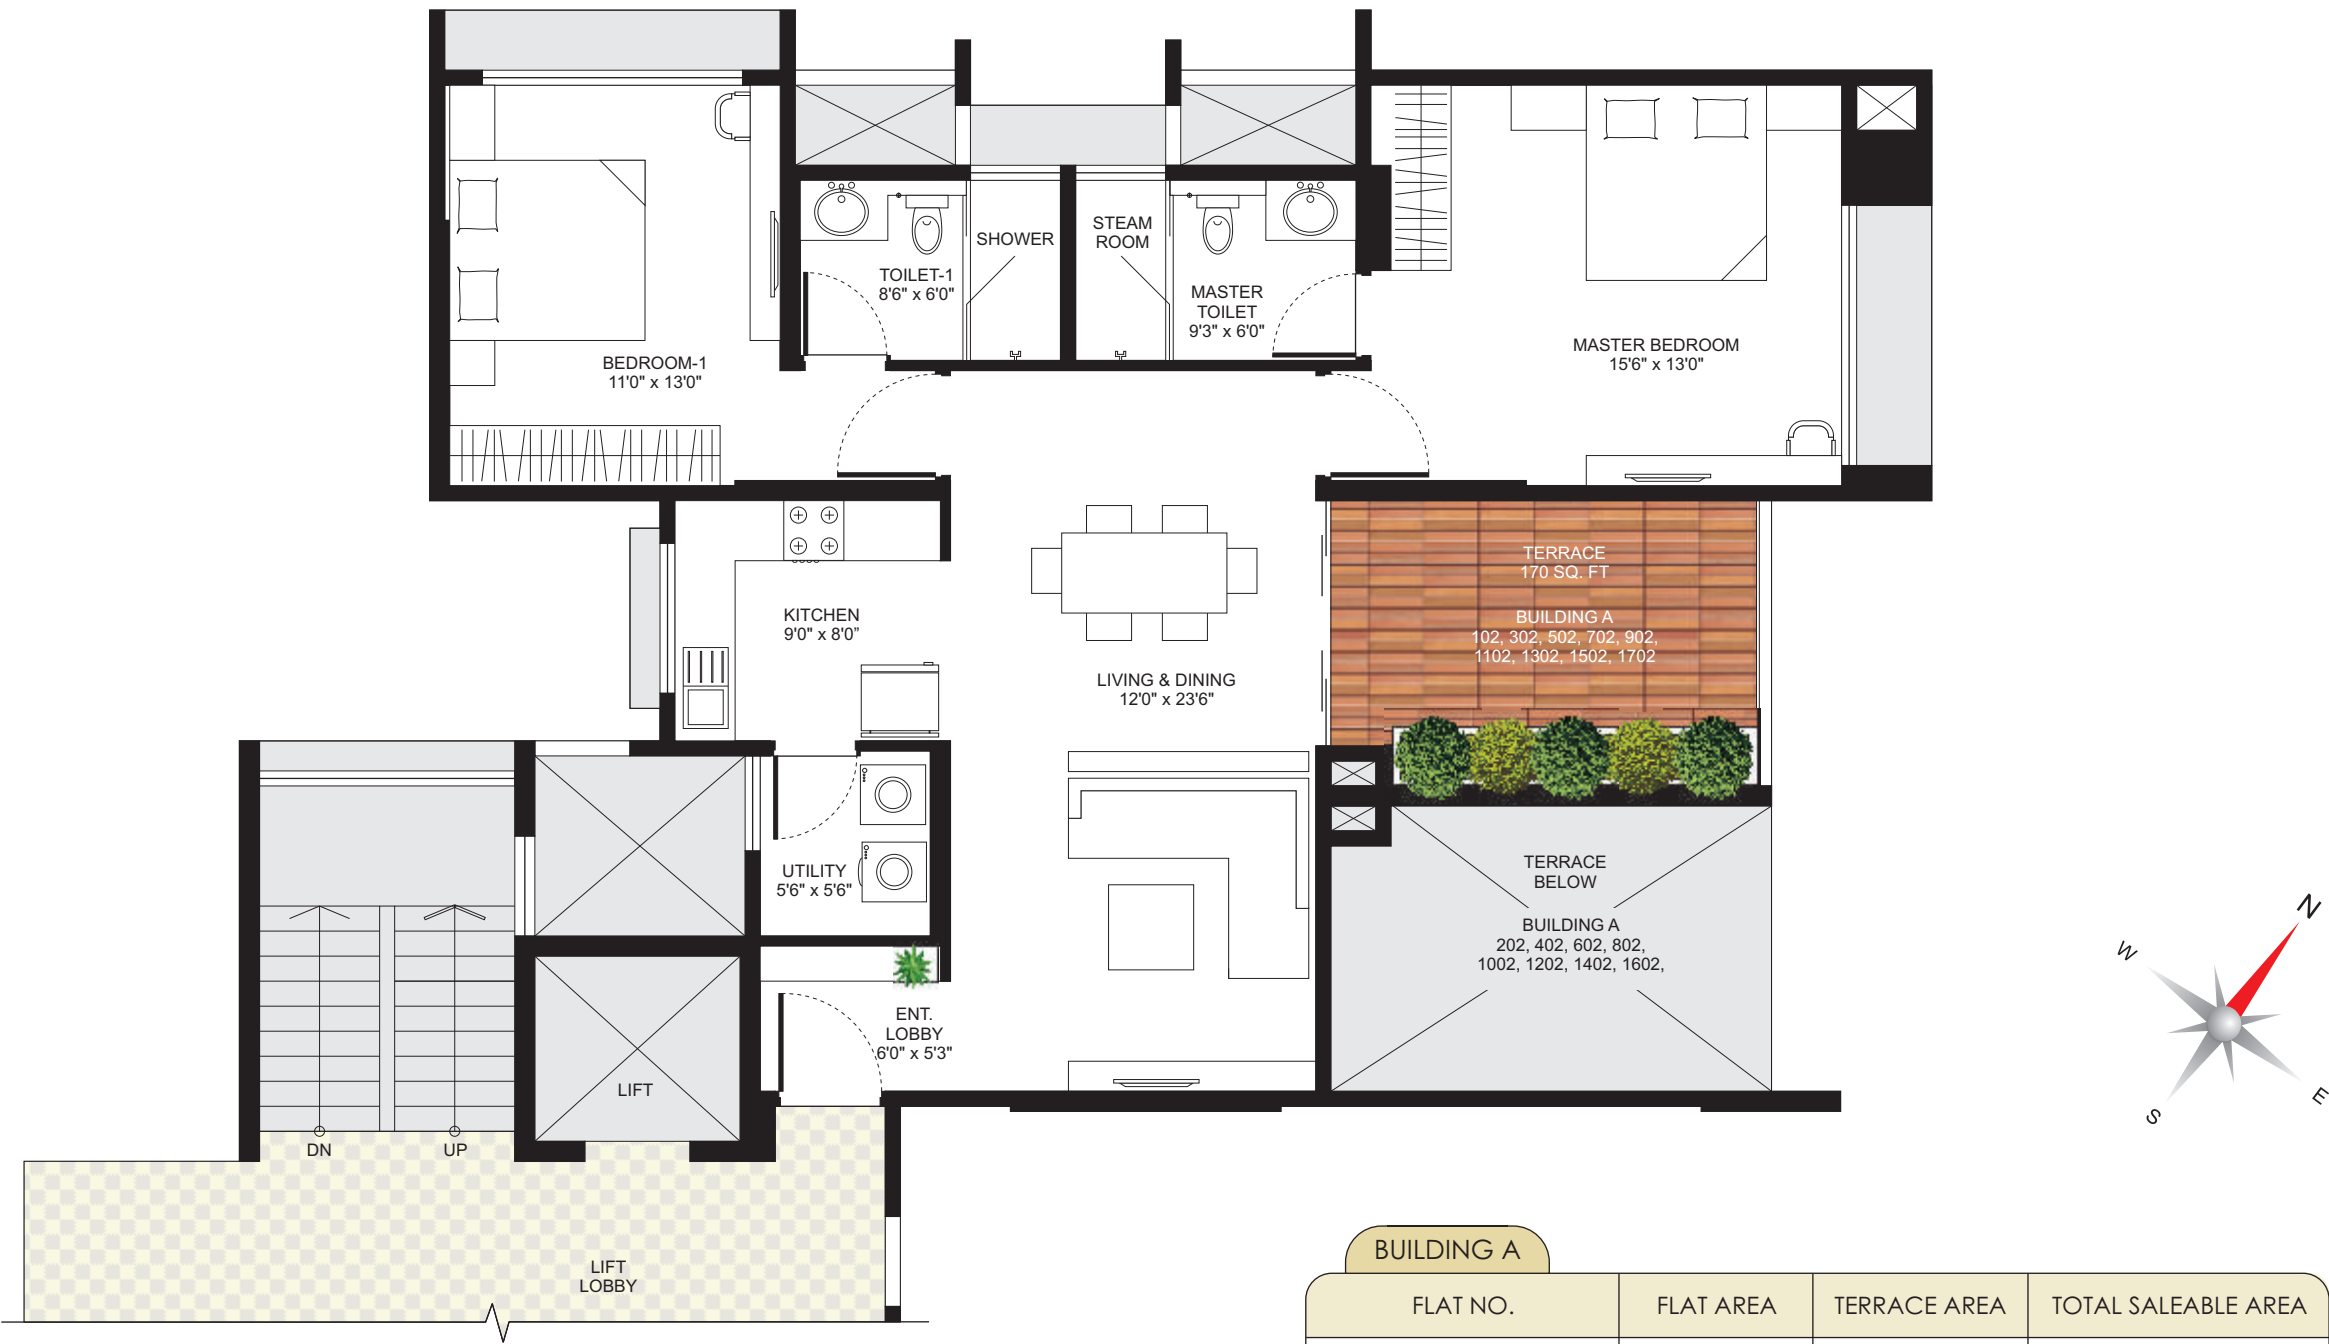 SHOWER
STEAM
ROOM
TOILET-1
8'6" x 6'0"
MASTER
TOILET
9'3" x 6'0"
BEDROOM-1
11'0" x 13'0"
MASTER BEDROOM
15'6" x 13'0"
TERRACE
170 SQ. FT
BUILDING A
102, 302, 502, 702, 902,
1102, 1302, 1502, 1702
KITCHEN
9'0" x 8'0”
LIVING & DINING
12'0" x 23'6"
UTILITY
5'6" x 5'6"
TERRACE
BELOW
BUILDING A
202, 402, 602, 802,
1002, 1202, 1402, 1602,
ENT.
LOBBY
6'0" x 5'3"
LIFT
DN
UP
LIFT
LOBBY
N
W
E
S
BUILDING A
FLAT NO.
FLAT AREA
TERRACE AREA
TOTAL SALEABLE AREA